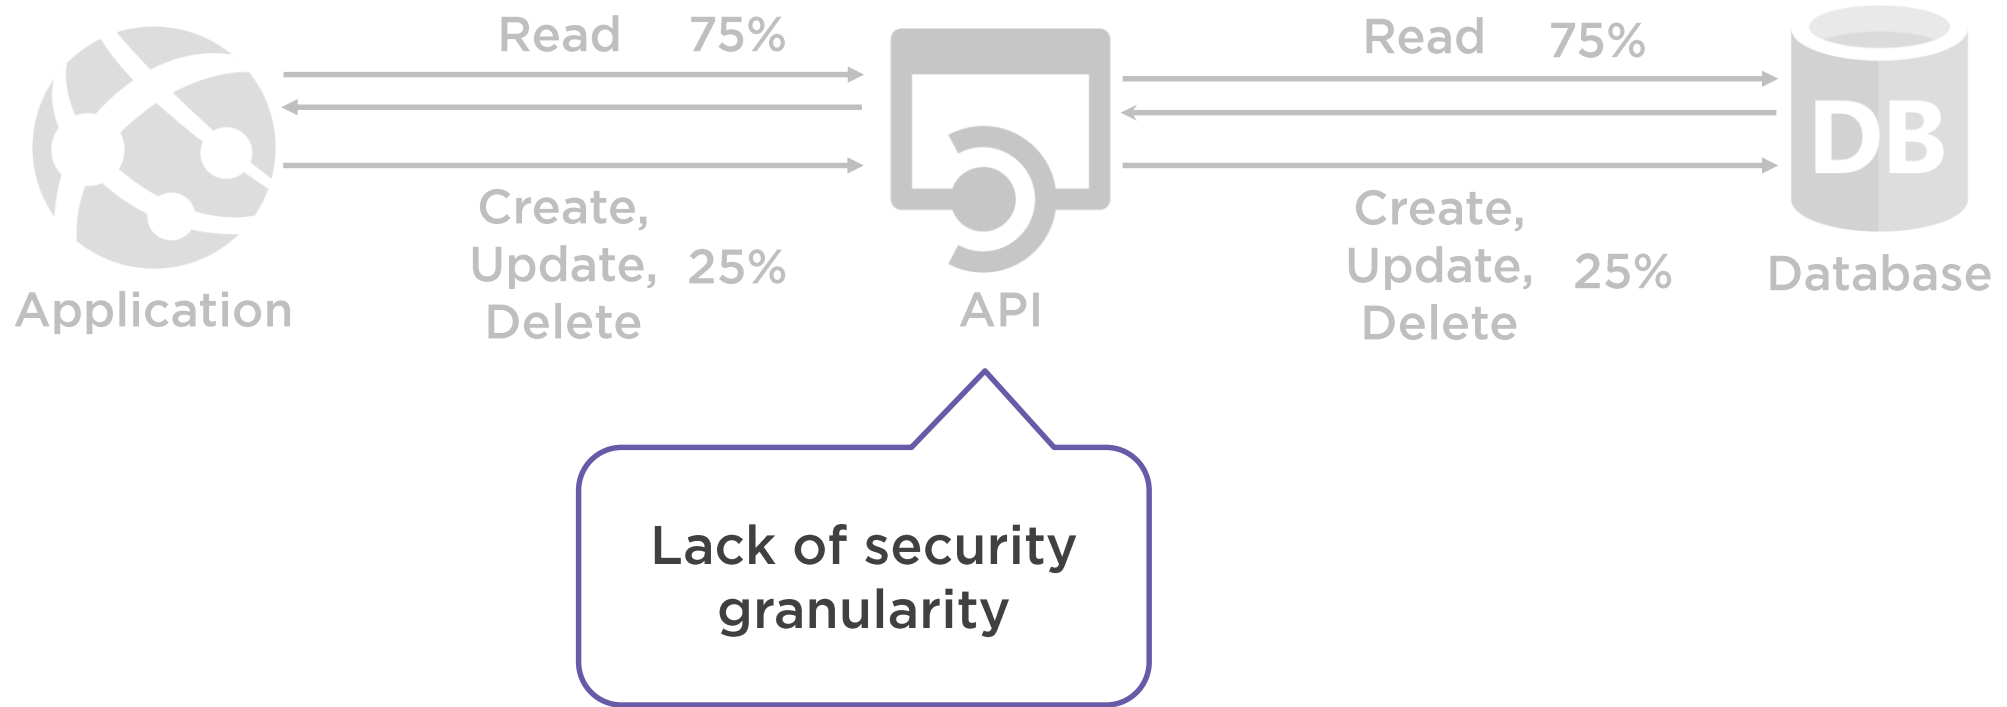 Read 75%
Read 75%
DB
Create,
Update, 25%
Delete
Create,
Update, 25%
Delete
Application
API
Database
Lack of security
granularity